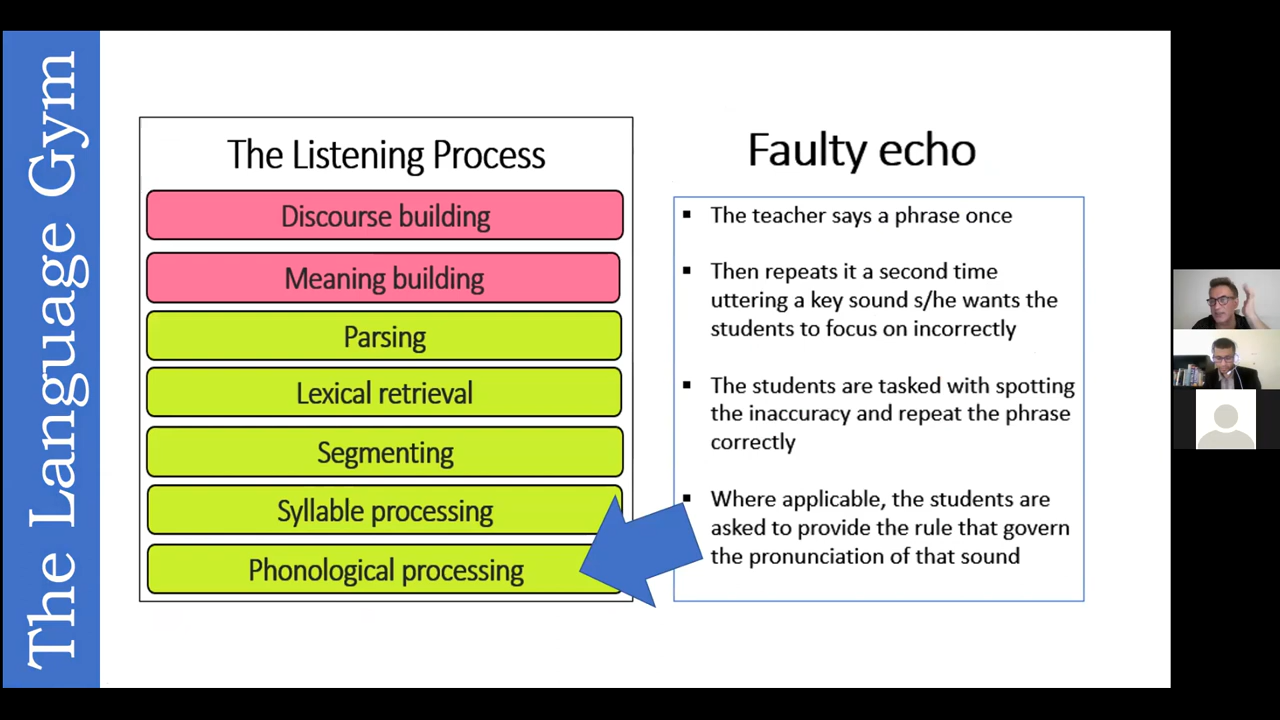 The Language Gym
The Listening Process
Discourse building
Meaning building
Parsing
Lexical retrieval
Segmenting
Syllable processing
Phonological processing
Faulty echo
▪ The teacher says a phrase once
▪ Then repeats it a second time
uttering a key sound s/he wants the
students to focus on incorrectly
▪ The students are tasked with spotting
the inaccuracy and repeat the phrase
correctly
▪ Where applicable, the students are
asked to provide the rule that govern
the pronunciation of that sound